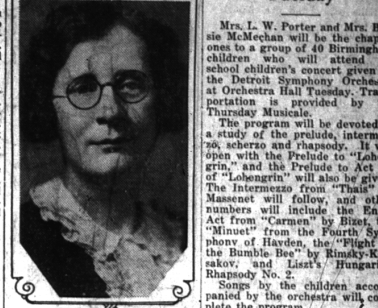 Mrs. L. W. Porter and Mrs.
sie McMechan will be the chap
ones to a group of 40 Birmingh
children who will attend
school children's concert given
the Detroit Symphony Orche
at Orchestra Hall Tuesday. Tra
portation is provided by
Thursday Musicale.
The program will be devoted
a study of the prelude, interm
zo, scherzo and rhapsody. It
open with the Prelude to "Loh
grin," and the Prelude to Act
of "Lohengrin" will also be giv
The Intermezzo from "Thais"
Massenet will follow, and oth
numbers will include the En
Act from "Carmen" by Bizet,
"Minuet" from the Fourth Sy
phony of Hayden, the "Flight
the Bumble Bee" by Rimsky-K
sakov, and Liszt's Hungari
Rhapsody No. 2.
Songs by the children acco
panied by the orchestra will
plete the program.